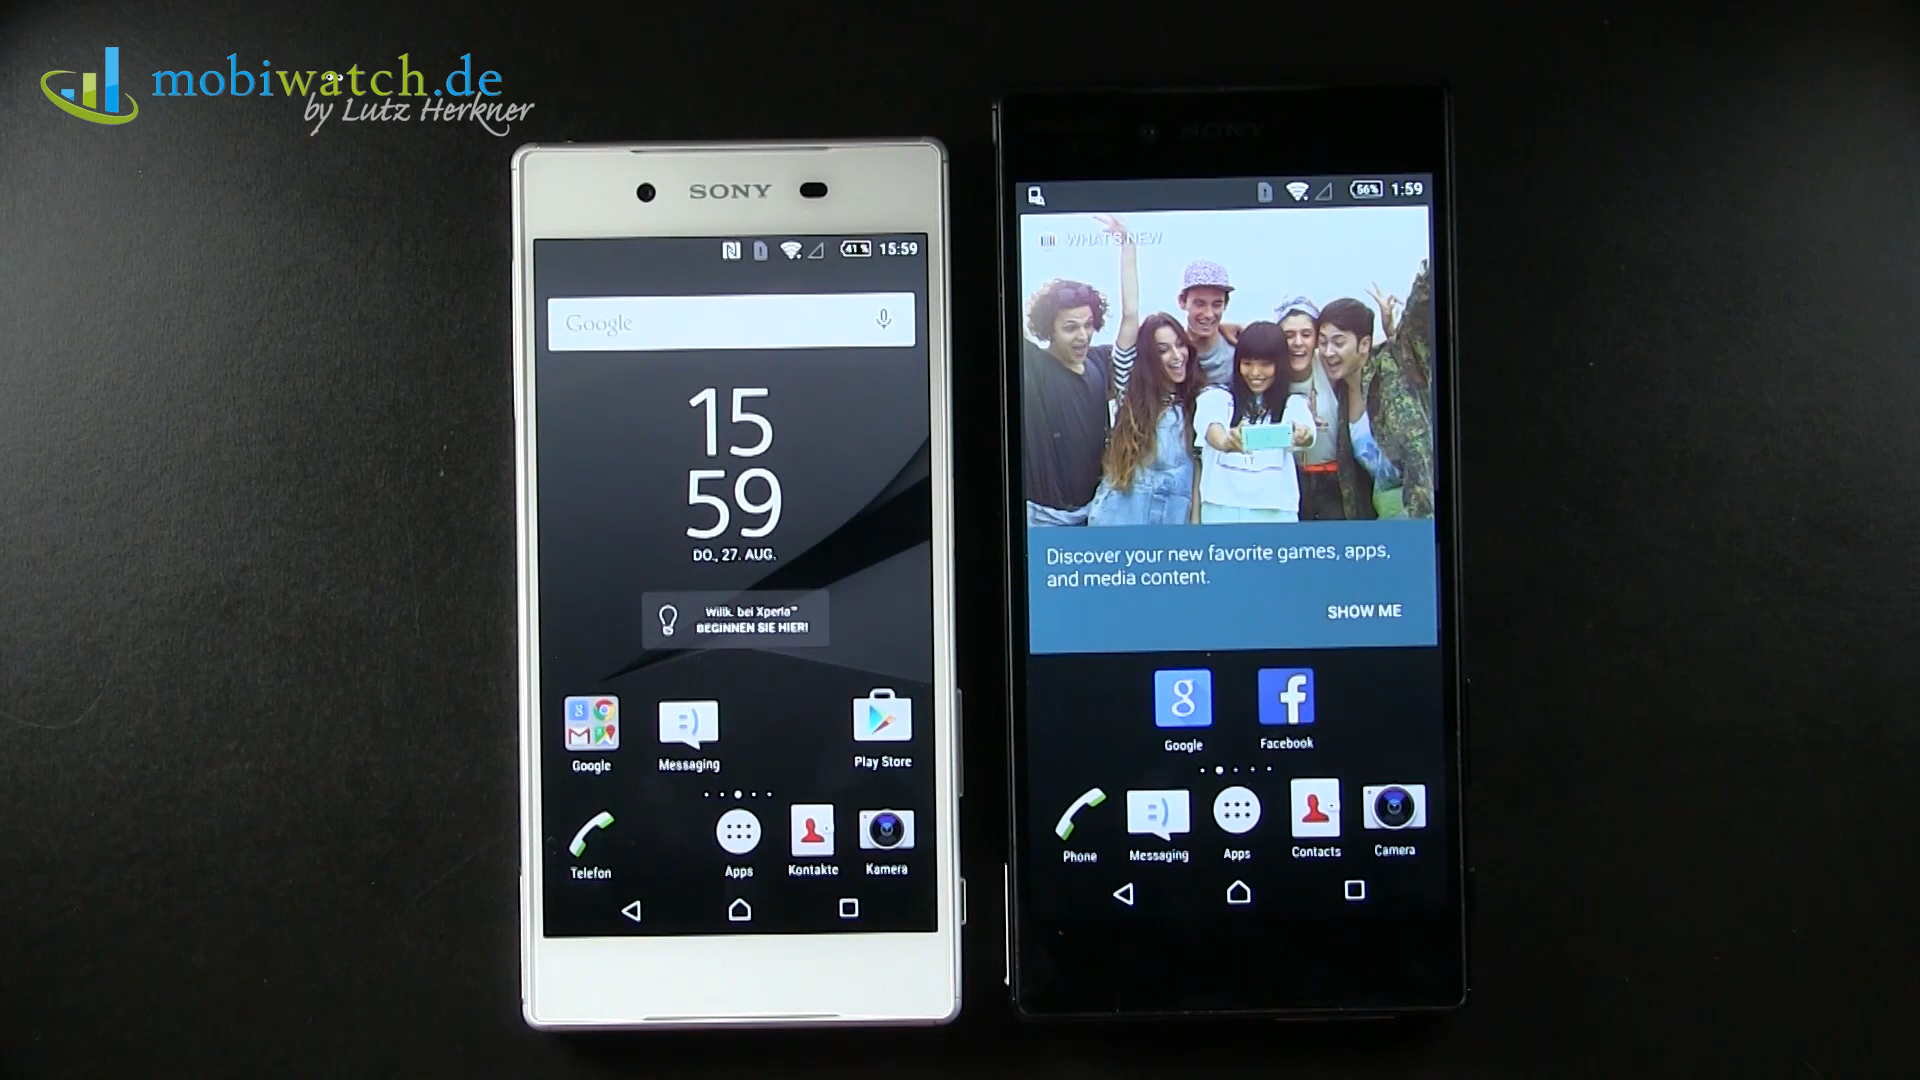 mobiwatch.de
by Lutz Herkner
SONY
41 %
15:59
Google
15
59
DO., 27. AUG.
Willk. bei Xperia™
BEGINNEN SIE HIER!
Google
Messaging
Play Store
Telefon
Apps
Kontakte
Kamera
SONY
56%
1:59
WHAT'S NEW
Discover your new favorite games, apps,
and media content.
SHOW ME
Google
Facebook
Phone
Messaging
Apps
Contacts
Camera